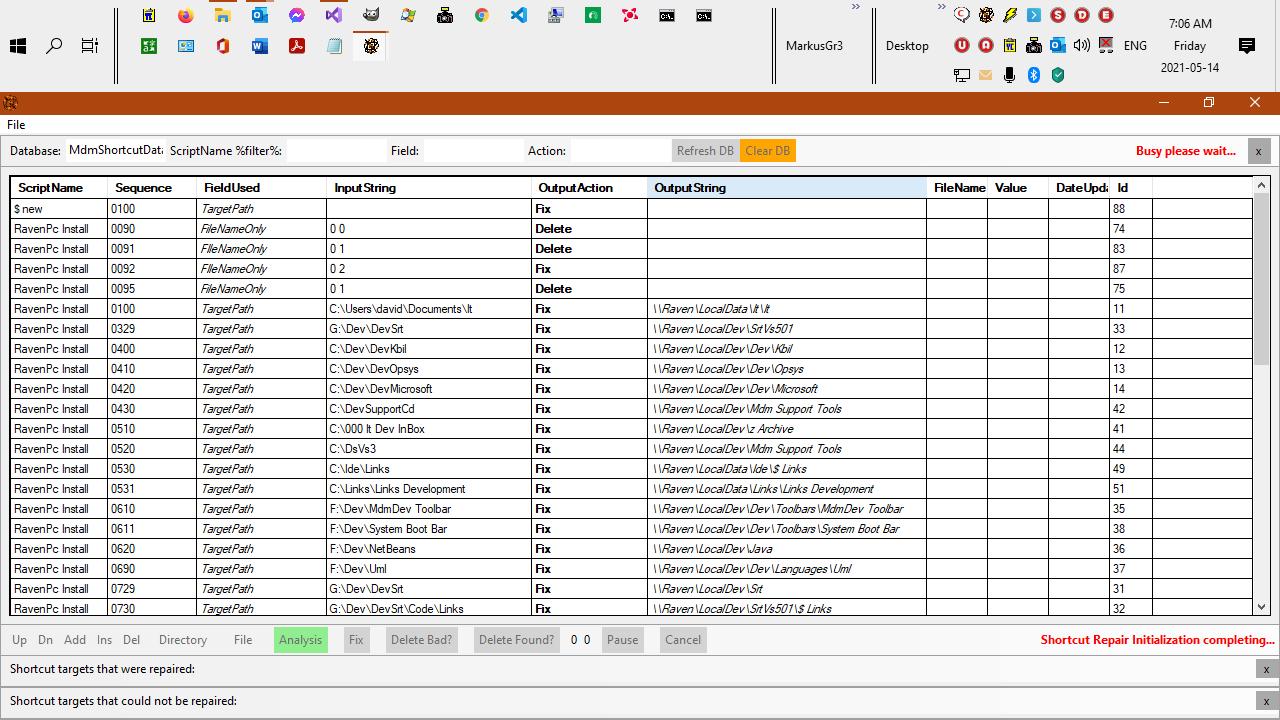 MarkusGr3
Desktop
ENG
7:06 AM
Friday
2021-05-14
File
Database: MdmShortcutData ScriptName %filter%: Field: Action: Refresh DB Clear DB Busy please wait... x
ScriptName Sequence FieldUsed InputString OutputAction OutputString FileName Value DateUpda Id
$ new 0100 TargetPath Fix 88
RavenPc Install 0090 FileNameOnly 0 0 Delete 74
RavenPc Install 0091 FIleNameOnly 0 1 Delete 83
RavenPc Install 0092 FIleNameOnly 0 2 Fix 87
RavenPc Install 0095 FileNameOnly 0 1 Delete 75
RavenPc Install 0100 TargetPath C:\Users\david\Documents\It Fix \\Raven\LocalData\It\It 11
RavenPc Install 0329 TargetPath G:\Dev\DevSrt Fix \\Raven\LocalDev\SrtVs501 33
RavenPc Install 0400 TargetPath C:\Dev\DevKbil Fix \\Raven\LocalDev\Dev\Kbil 12
RavenPc Install 0410 TargetPath C:\Dev\DevOpsys Fix \\Raven\LocalDev\Dev\Opsys 13
RavenPc Install 0420 TargetPath C:\Dev\DevMicrosoft Fix \\Raven\LocalDev\Dev\Microsoft 14
RavenPc Install 0430 TargetPath C:\DevSupportCd Fix \\Raven\LocalDev\Mdm Support Tools 42
RavenPc Install 0510 TargetPath C:\000 It Dev InBox Fix \\Raven\LocalDev\z Archive 41
RavenPc Install 0520 TargetPath C:\DsVs3 Fix \\Raven\LocalDev\Mdm Support Tools 44
RavenPc Install 0530 TargetPath C:\Ide\Links Fix \\Raven\LocalData\Ide\$ Links 49
RavenPc Install 0531 TargetPath C:\Links\Links Development Fix \\Raven\LocalData\Links\Links Development 51
RavenPc Install 0610 TargetPath F:\Dev\MdmDev Toolbar Fix \\Raven\LocalDev\Dev\Toolbars\MdmDev Toolbar 35
RavenPc Install 0611 TargetPath F:\Dev\System Boot Bar Fix \\Raven\LocalDev\Dev\Toolbars\System Boot Bar 38
RavenPc Install 0620 TargetPath F:\Dev\NetBeans Fix \\Raven\LocalDev\Java 36
RavenPc Install 0690 TargetPath F:\Dev\Uml Fix \\Raven\LocalDev\Dev\Languages\Uml 37
RavenPc Install 0729 TargetPath G:\Dev\DevSrt Fix \\Raven\LocalDev\Srt 31
RavenPc Install 0730 TargetPath G:\Dev\DevSrt\Code\Links Fix \\Raven\LocalDev\SrtVs501\$ Links 32
Up Dn Add Ins Del Directory File Analysis Fix Delete Bad? Delete Found? 0 0 Pause Cancel Shortcut Repair Initialization completing...
Shortcut targets that were repaired: x
Shortcut targets that could not be repaired: x